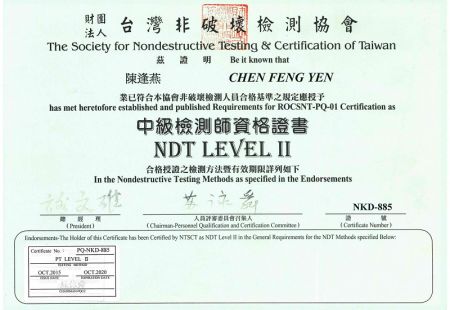 財團法人 台灣非破壞檢測協會
The Society for Nondestructive Testing & Certification of Taiwan
茲證明 Be it known that
陳逢燕 CHEN FENG YEN
業已符合本協會非破壞檢測人員合格基準之規定應授予
has met heretofore established and published Requirements for ROCSNT-PQ-01 Certification as
中級檢測師資格證書
NDT LEVEL II
合格授證之檢測方法暨有效期限詳列如下
In the Nondestructive Testing Methods as specified in the Endorsements
NKD-885
總經理 人員評審委員會召集人 證號
(President) (Chairman-Personnel Qualification and Certification Committee) (Certificate Number)
Endorsements-The Holder of this Certificate has been Certified by NTSCT as NDT Level II in the General Requirements for the NDT Methods specified Below:
Certificate No.: PQ-NKD-885
PT LEVEL II
OCT.2015 OCT.2020